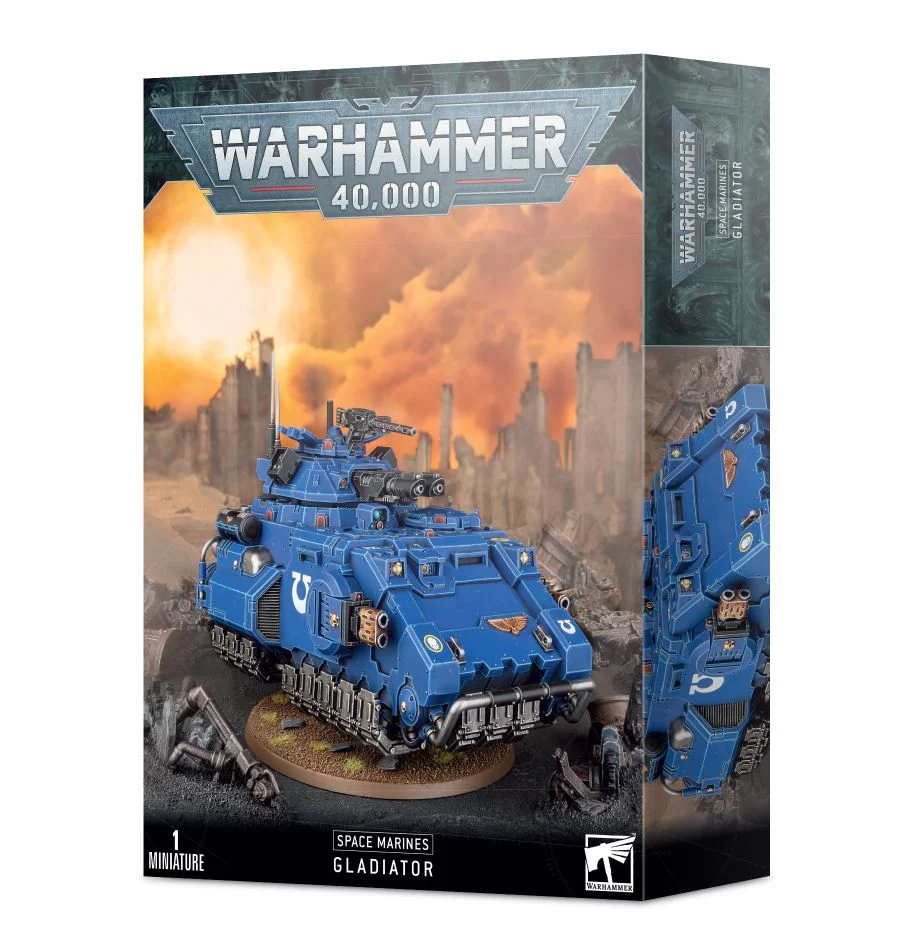 WARHAMMER
40,000
1
MINIATURE
SPACE MARINES
GLADIATOR
WARHAMMER
WARHAMMER
40,000
SPACE MARINES
GLADIATOR